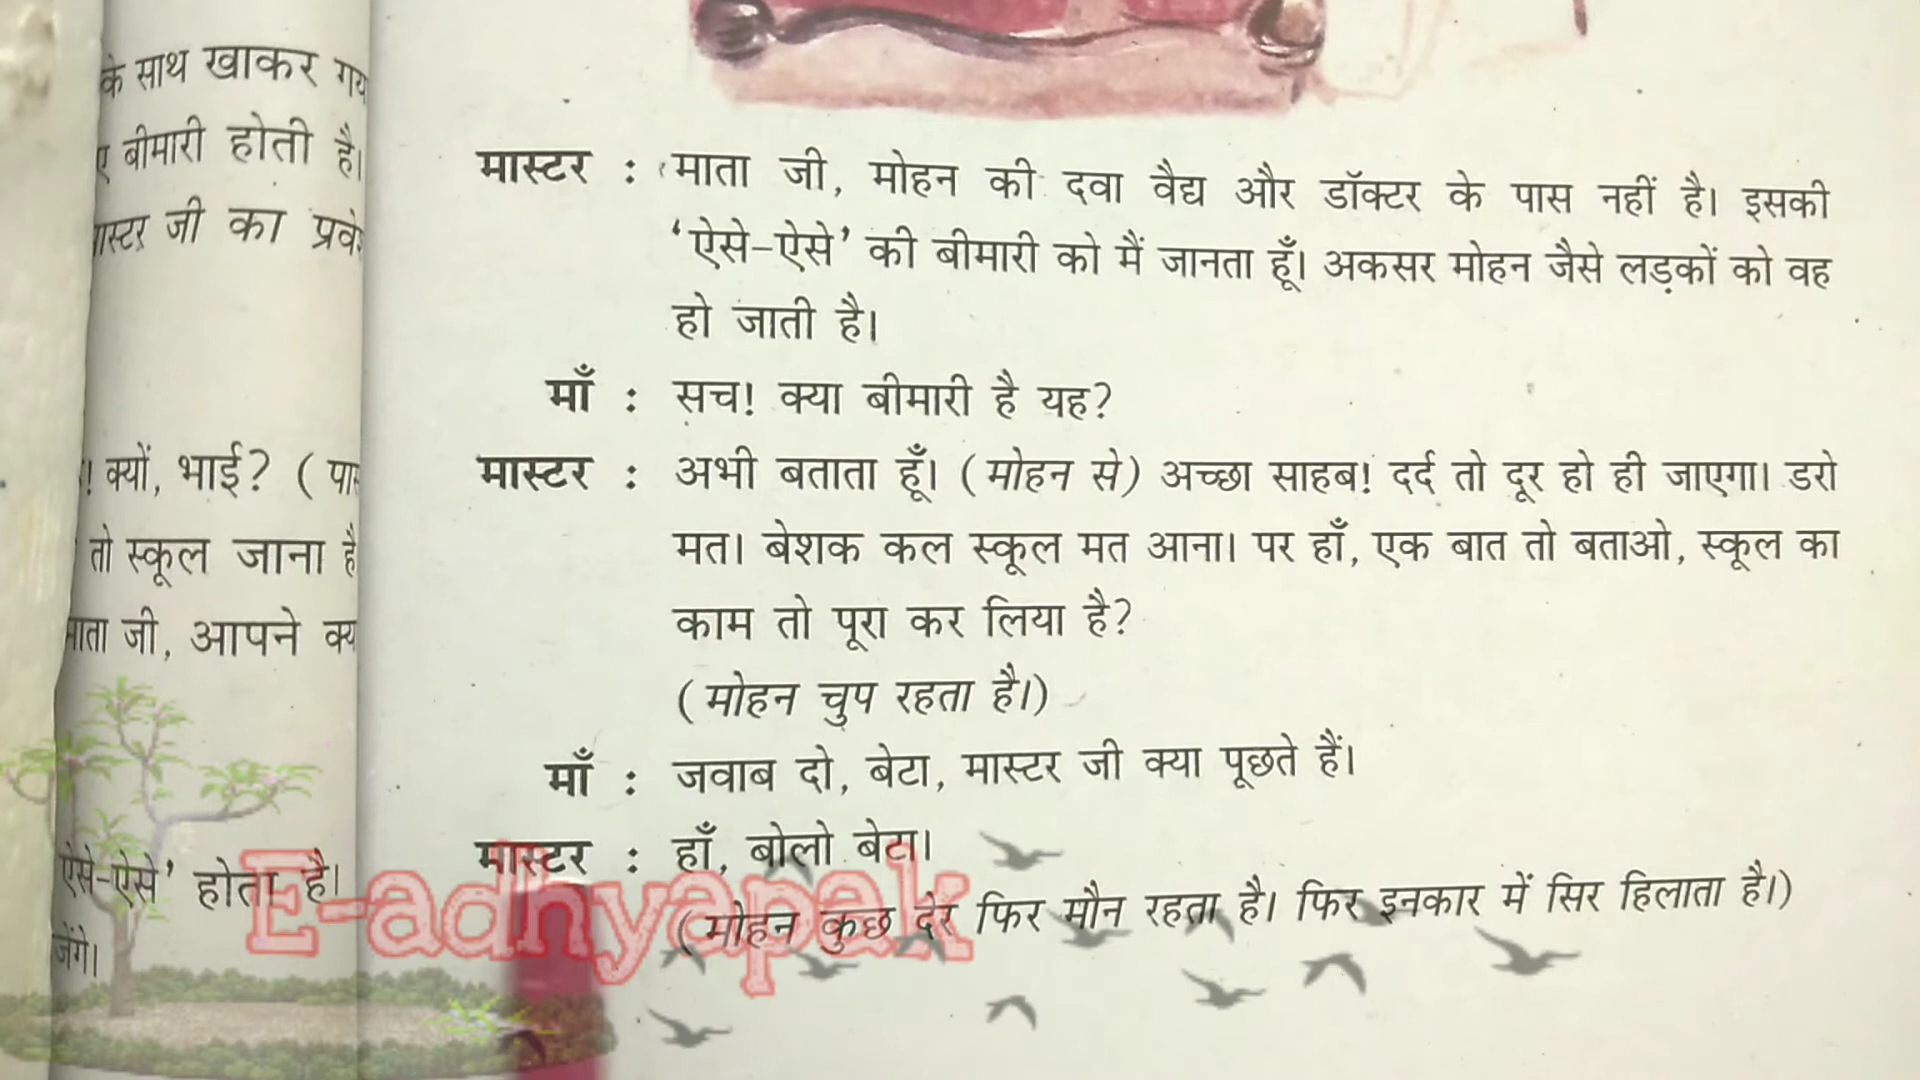 के साथ खाकर
बीमारी होती है।
जी का
क्यों, भाई? (
तो स्कूल जाना
जी, आपने
ऐसे-ऐसे' होता है।
मास्टर : माता जी, मोहन की दवा वैद्य और डॉक्टर के पास नहीं है। इसकी
'ऐसे-ऐसे' की बीमारी को मैं जानता हूँ। अकसर मोहन जैसे लड़कों को वह
हो जाती है।
माँ : सच! क्या बीमारी है यह?
मास्टर : अभी बताता हूँ। (मोहन से) अच्छा साहब! दर्द तो दूर हो ही जाएगा। डरो
मत। बेशक कल स्कूल मत आना। पर हाँ, एक बात तो बताओ, स्कूल का
काम तो पूरा कर लिया है?
(मोहन चुप रहता है।)
माँ : जवाब दो, बेटा, मास्टर जी क्या पूछते हैं।
मास्टर : हाँ, बोलो बेटा।
(मोहन कुछ देर फिर मौन रहता है। फिर इनकार में सिर हिलाता है।)
E-adhyapak